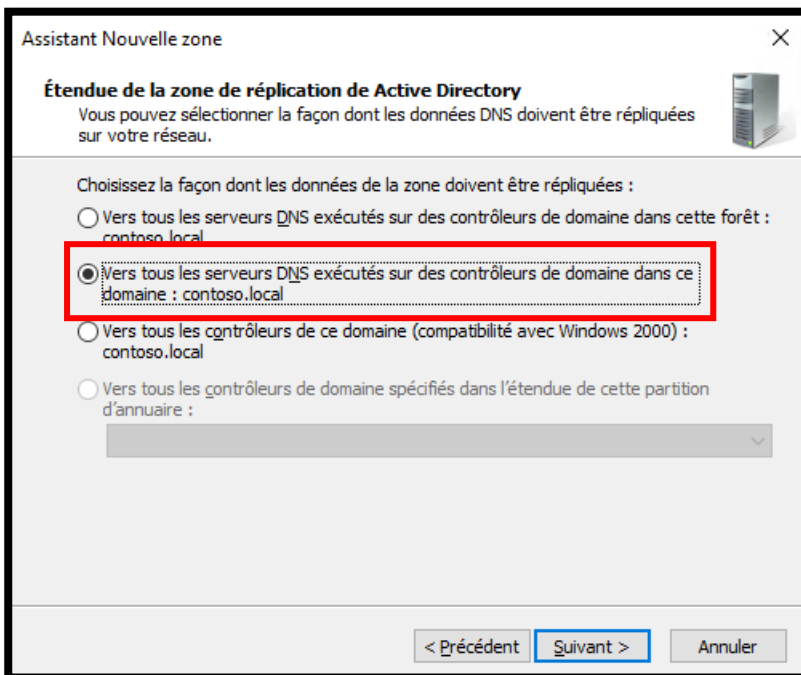 Assistant Nouvelle zone
Étendue de la zone de réplication de Active Directory
Vous pouvez sélectionner la façon dont les données DNS doivent être répliquées
sur votre réseau.
Choisissez la façon dont les données de la zone doivent être répliquées :
Vers tous les serveurs DNS exécutés sur des contrôleurs de domaine dans cette forêt :
contoso.local
Vers tous les serveurs DNS exécutés sur des contrôleurs de domaine dans ce
domaine : contoso.local
Vers tous les contrôleurs de ce domaine (compatibilité avec Windows 2000) :
contoso.local
Vers tous les contrôleurs de domaine spécifiés dans l'étendue de cette partition
d'annuaire :
< Précédent Suivant > Annuler